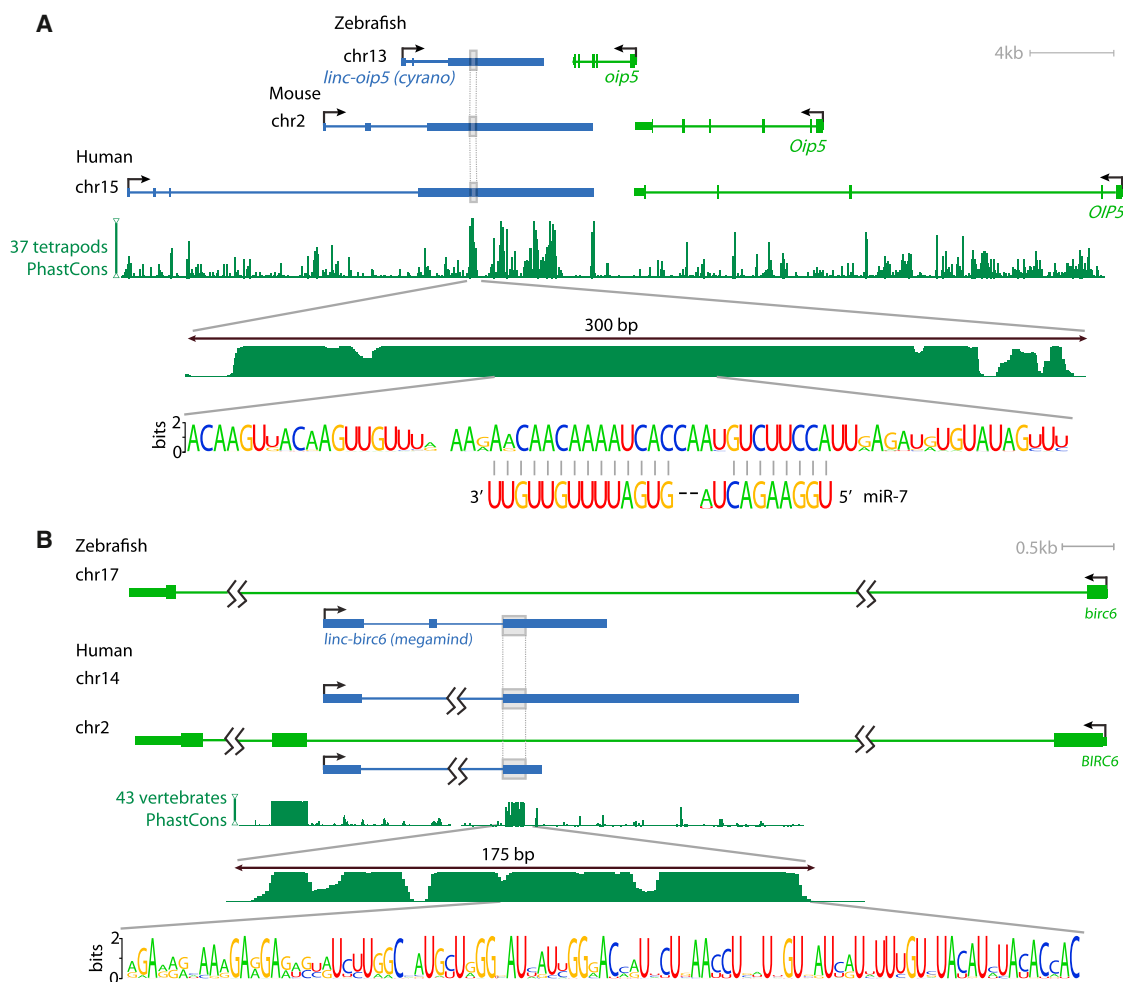 A
Zebrafish
chr13
linc-oip5 (cyrano)
oip5
4kb
Mouse
chr2
Oip5
Human
chr15
OIP5
37 tetrapods
PhastCons
300 bp
bits
2
0
ACAAGUUACAAGUUGUUUA AAGAACAACAAAAUCACCAAUGUCUUCCAUUGAGAUGUGUAUAGUUU
3' UUGUUGUUUUAGUG--AUCAGAAGGU 5' miR-7
B
Zebrafish
chr17
0.5kb
birc6
linc-birc6 (megamind)
Human
chr14
chr2
BIRC6
43 vertebrates
PhastCons
175 bp
bits
2
0